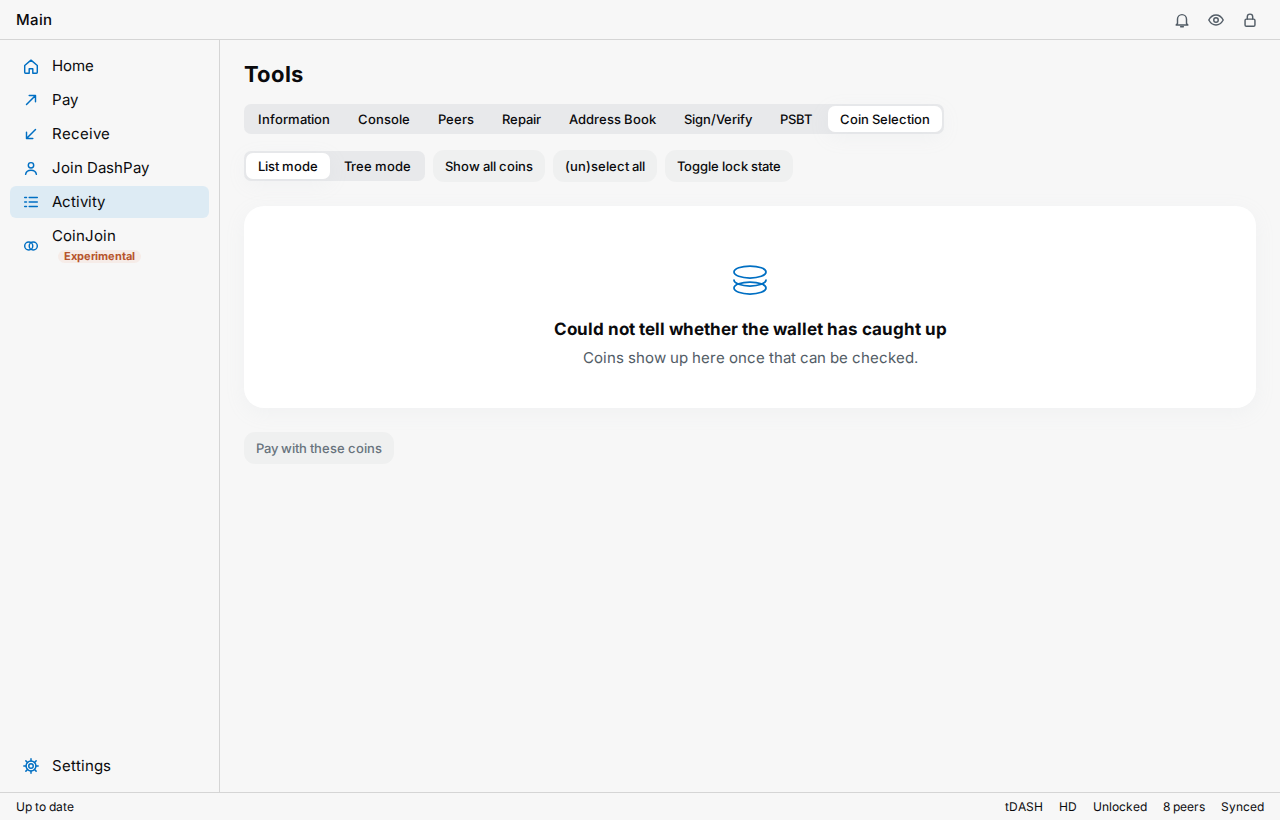 Main
Home
Pay
Receive
Join DashPay
Activity
CoinJoin
Experimental
Settings
Tools
Information Console Peers Repair Address Book Sign/Verify PSBT Coin Selection
List mode Tree mode Show all coins (un)select all Toggle lock state
Could not tell whether the wallet has caught up
Coins show up here once that can be checked.
Pay with these coins
Up to date tDASH HD Unlocked 8 peers Synced